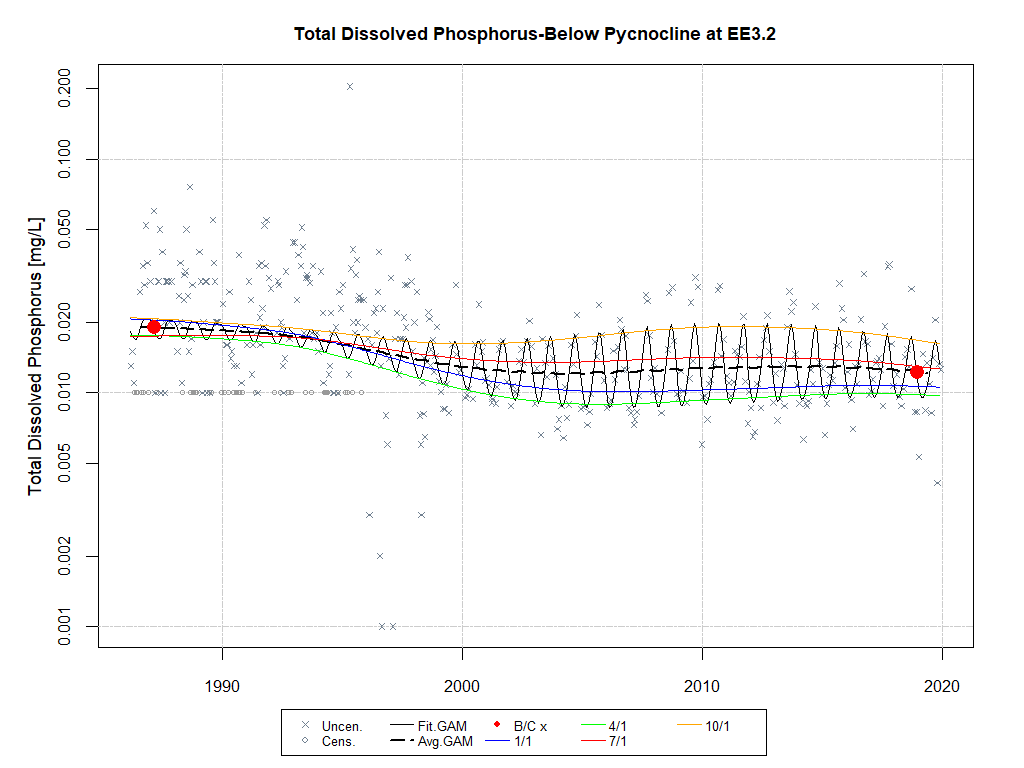 Total Dissolved Phosphorus-Below Pycnocline at EE3.2
Total Dissolved Phosphorus [mg/L]
0.200
0.100
0.050
0.020
0.010
0.005
0.002
0.001
1990 2000 2010 2020
Uncen. Fit.GAM B/C x 4/1 10/1
Cens. Avg.GAM 1/1 7/1